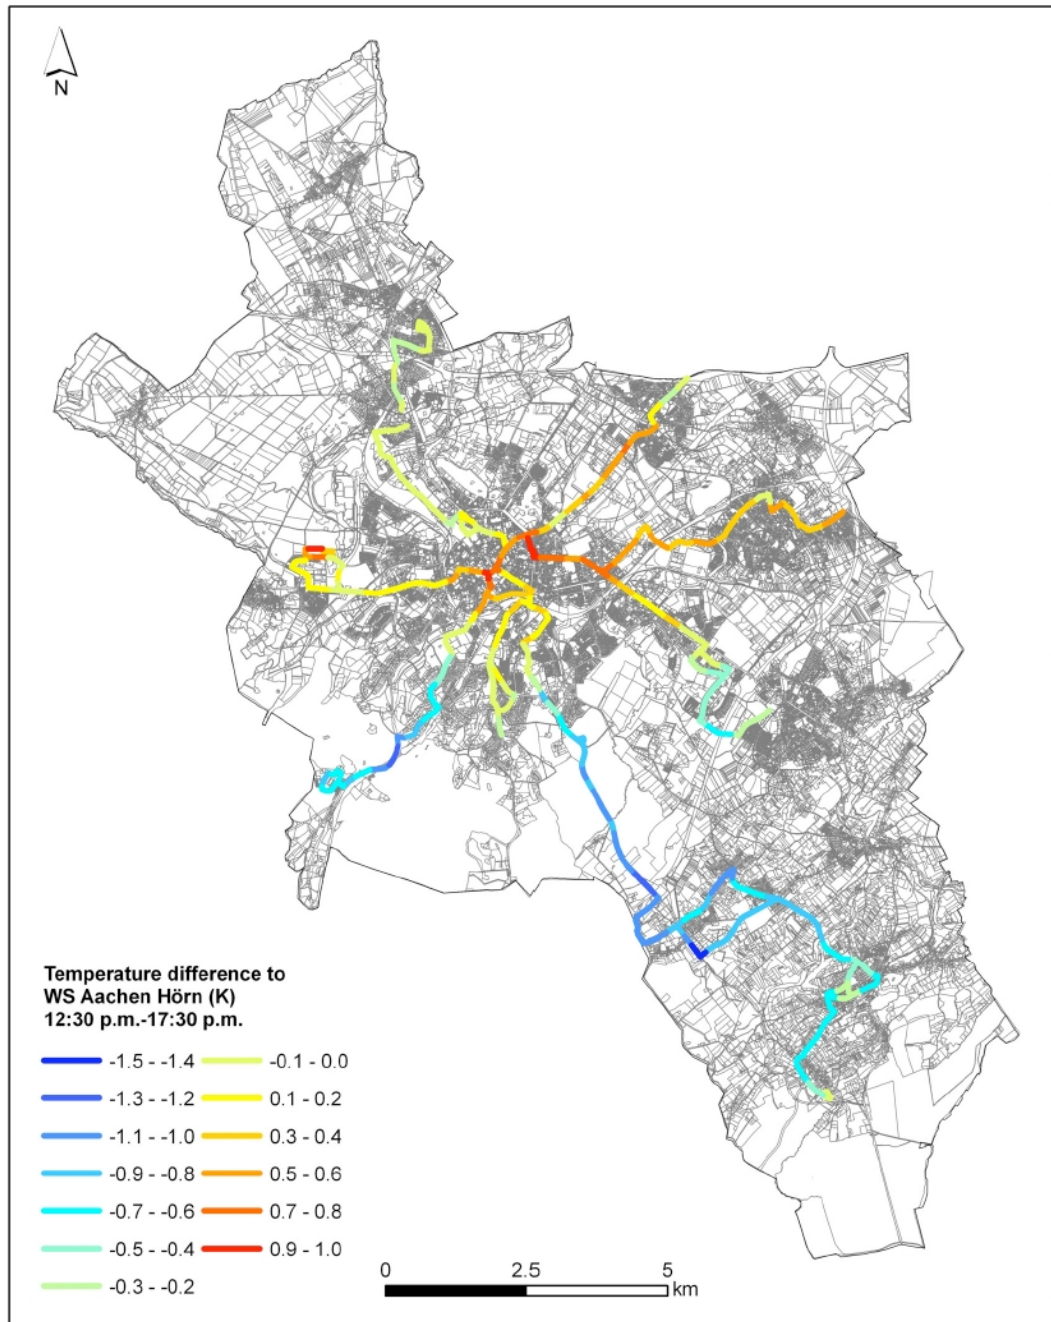 N
Temperature difference to
WS Aachen Hörn (K)
12:30 p.m.-17:30 p.m.
-1.5 - -1.4
-1.3 - -1.2
-1.1 - -1.0
-0.9 - -0.8
-0.7 - -0.6
-0.5 - -0.4
-0.3 - -0.2
-0.1 - 0.0
0.1 - 0.2
0.3 - 0.4
0.5 - 0.6
0.7 - 0.8
0.9 - 1.0
0 2.5 5
km